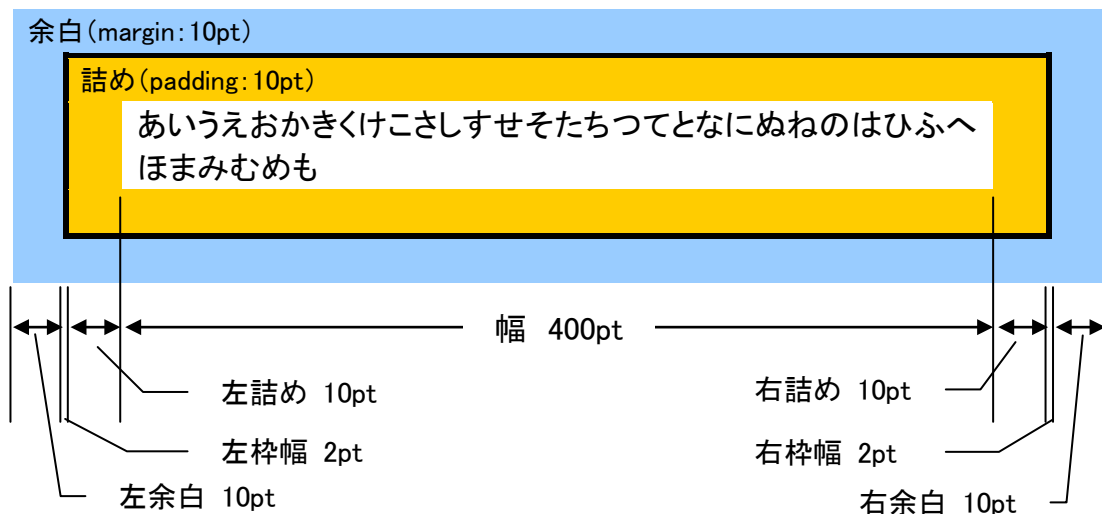 余白（margin：10pt）
詰め（padding：10pt）
あいうえおかきくけこさしすせそたちつてとなにぬねのはひふへ
ほまみむめも
幅 400pt
左詰め 10pt
右詰め 10pt
左枠幅 2pt
右枠幅 2pt
左余白 10pt
右余白 10pt